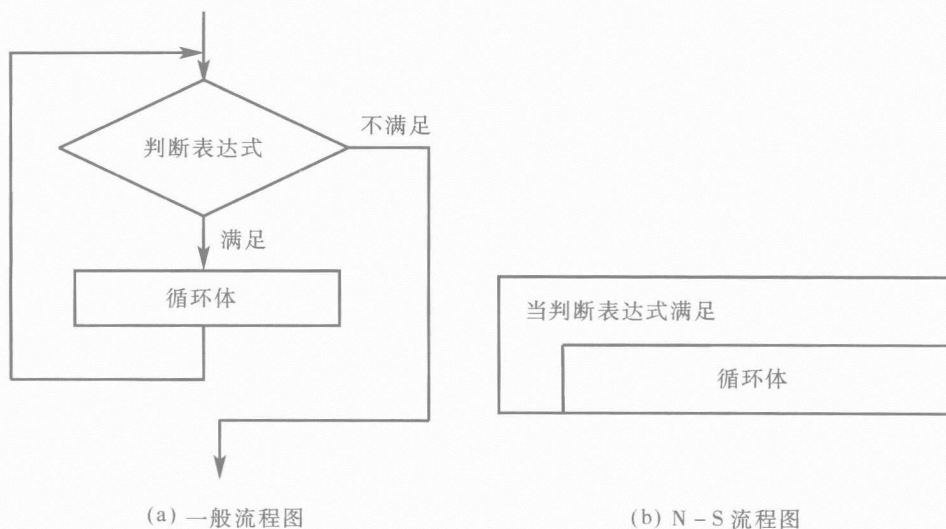 不满足
判断表达式
满足
循环体
当判断表达式满足
循环体
(a) 一般流程图
(b) N-S流程图